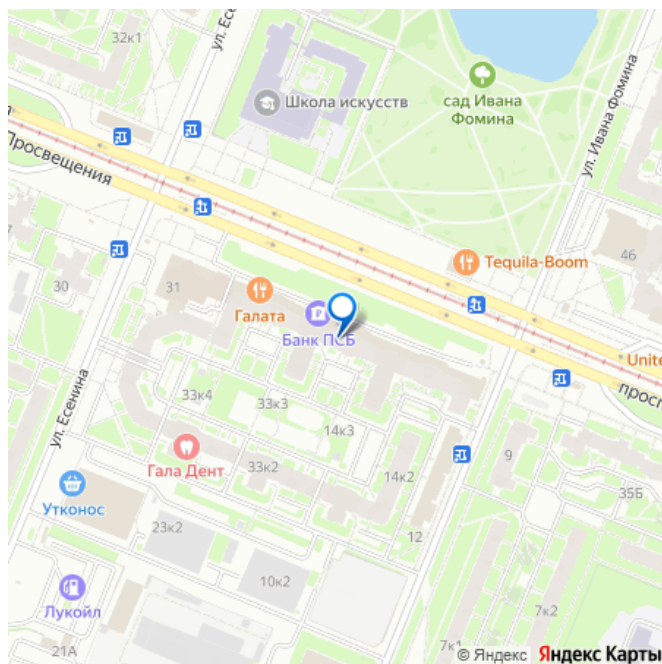 32к1
ул. Есенина
Школа искусств
сад Ивана
Фомина
ул. Ивана Фомина
Просвещения
Tequila-Boom
46
30
31
Галата
Банк ПСБ
Unite
просп
ул. Есенина
33к4
33к3
14к3
Гала Дент
33к2
14к2
9
35Б
Утконос
23к2
12
10к2
Лукойл
7к2
7к1
21А
© Яндекс Яндекс Карты